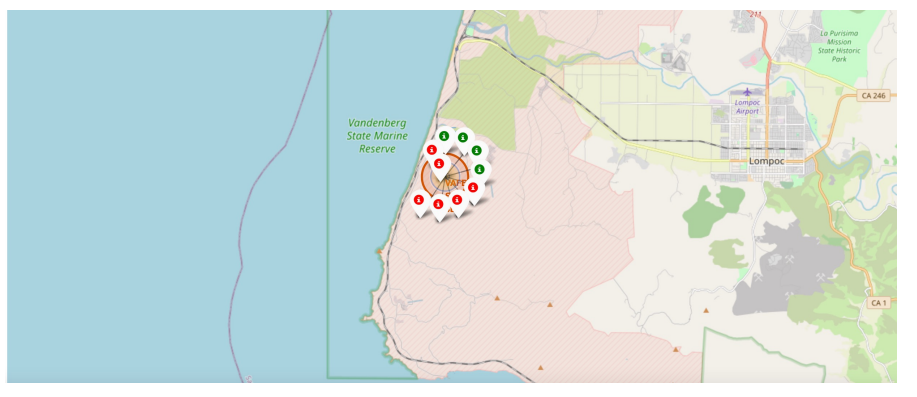 211
La Purisima
Mission
State Historic
Park
CA 246
Lompoc
Airport
Vandenberg
State Marine
Reserve
Lompoc
CA 1